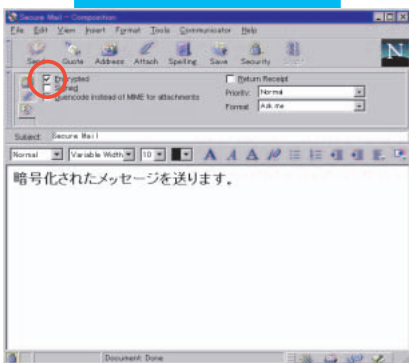 Secure Mail - Composition
File Edit View Insert Format Tools Communicator Help
Send Quote Address Attach Spelling Save Security
N
Encrypted
Signed
Uuencode instead of MIME for attachments
Return Receipt
Priority: Normal
Format: Ask me
Subject: Secure Mail
Normal Variable Width 10
暗号化されたメッセージを送ります。
Document: Done